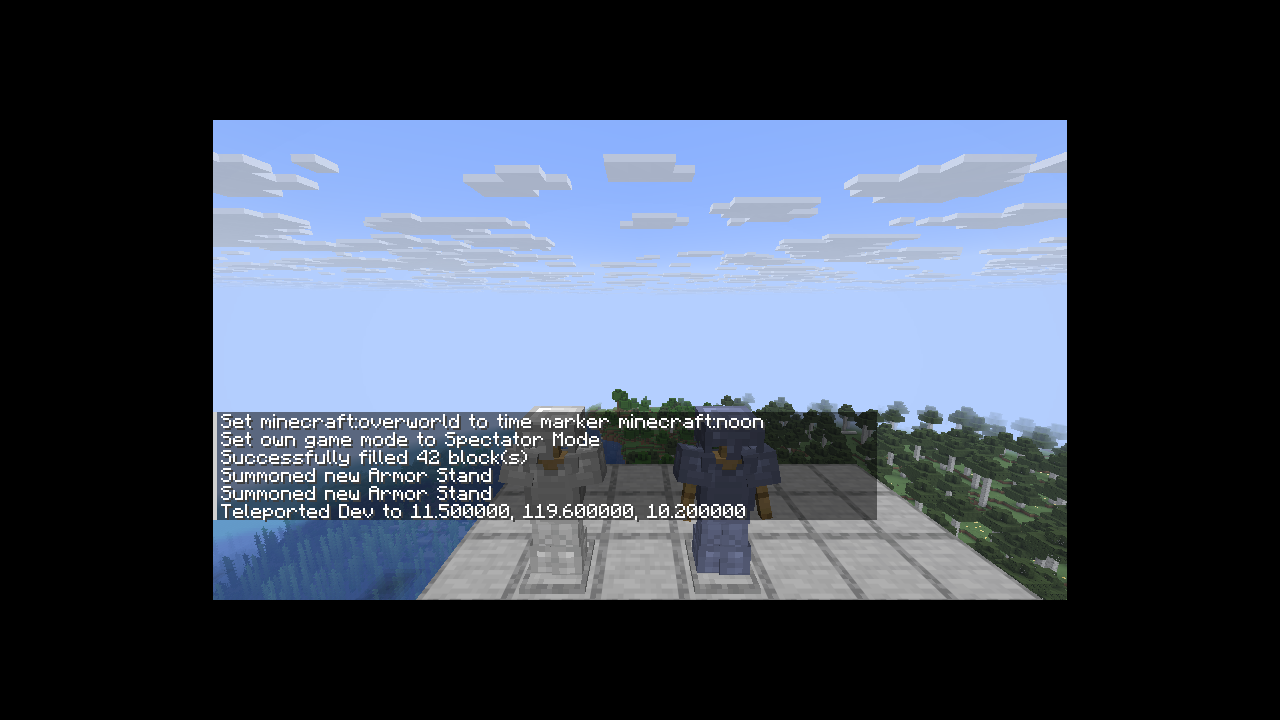 Set minecraft:overworld to time marker minecraft:noon
Set own game mode to Spectator Mode
Successfully filled 42 block(s)
Summoned new Armor Stand
Summoned new Armor Stand
Teleported Dev to 11.500000, 119.600000, 10.200000